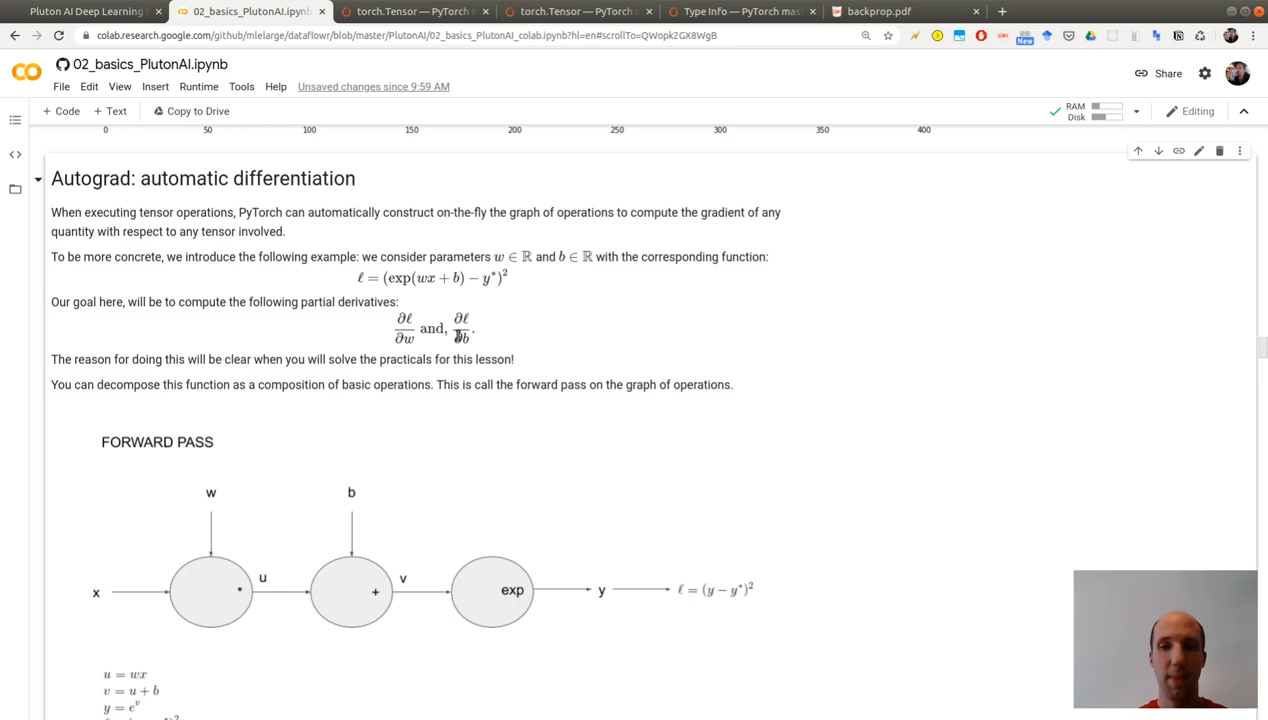 Pluton AI Deep Learning
02_basics_PlutonAI.ipynb
torch.Tensor — PyTorch m
torch.Tensor — PyTorch m
Type Info — PyTorch mas
backprop.pdf
colab.research.google.com/github/mlelarge/dataflowr/blob/master/PlutonAI/02_basics_PlutonAI_colab.ipynb?hl=en#scrollTo=QWopk2GX8WgB
New
02_basics_PlutonAI.ipynb
Share
File Edit View Insert Runtime Tools Help Unsaved changes since 9:59 AM
+ Code + Text Copy to Drive
RAM
Disk
Editing
0 50 100 150 200 250 300 350 400
Autograd: automatic differentiation
When executing tensor operations, PyTorch can automatically construct on-the-fly the graph of operations to compute the gradient of any
quantity with respect to any tensor involved.
To be more concrete, we introduce the following example: we consider parameters w ∈ ℝ and b ∈ ℝ with the corresponding function:
ℓ = (exp(wx + b) − y*)²
Our goal here, will be to compute the following partial derivatives:
∂ℓ/∂w and, ∂ℓ/∂b.
The reason for doing this will be clear when you will solve the practicals for this lesson!
You can decompose this function as a composition of basic operations. This is call the forward pass on the graph of operations.
FORWARD PASS
w b
x * u + v exp y ℓ = (y − y*)²
u = wx
v = u + b
y = eᵛ